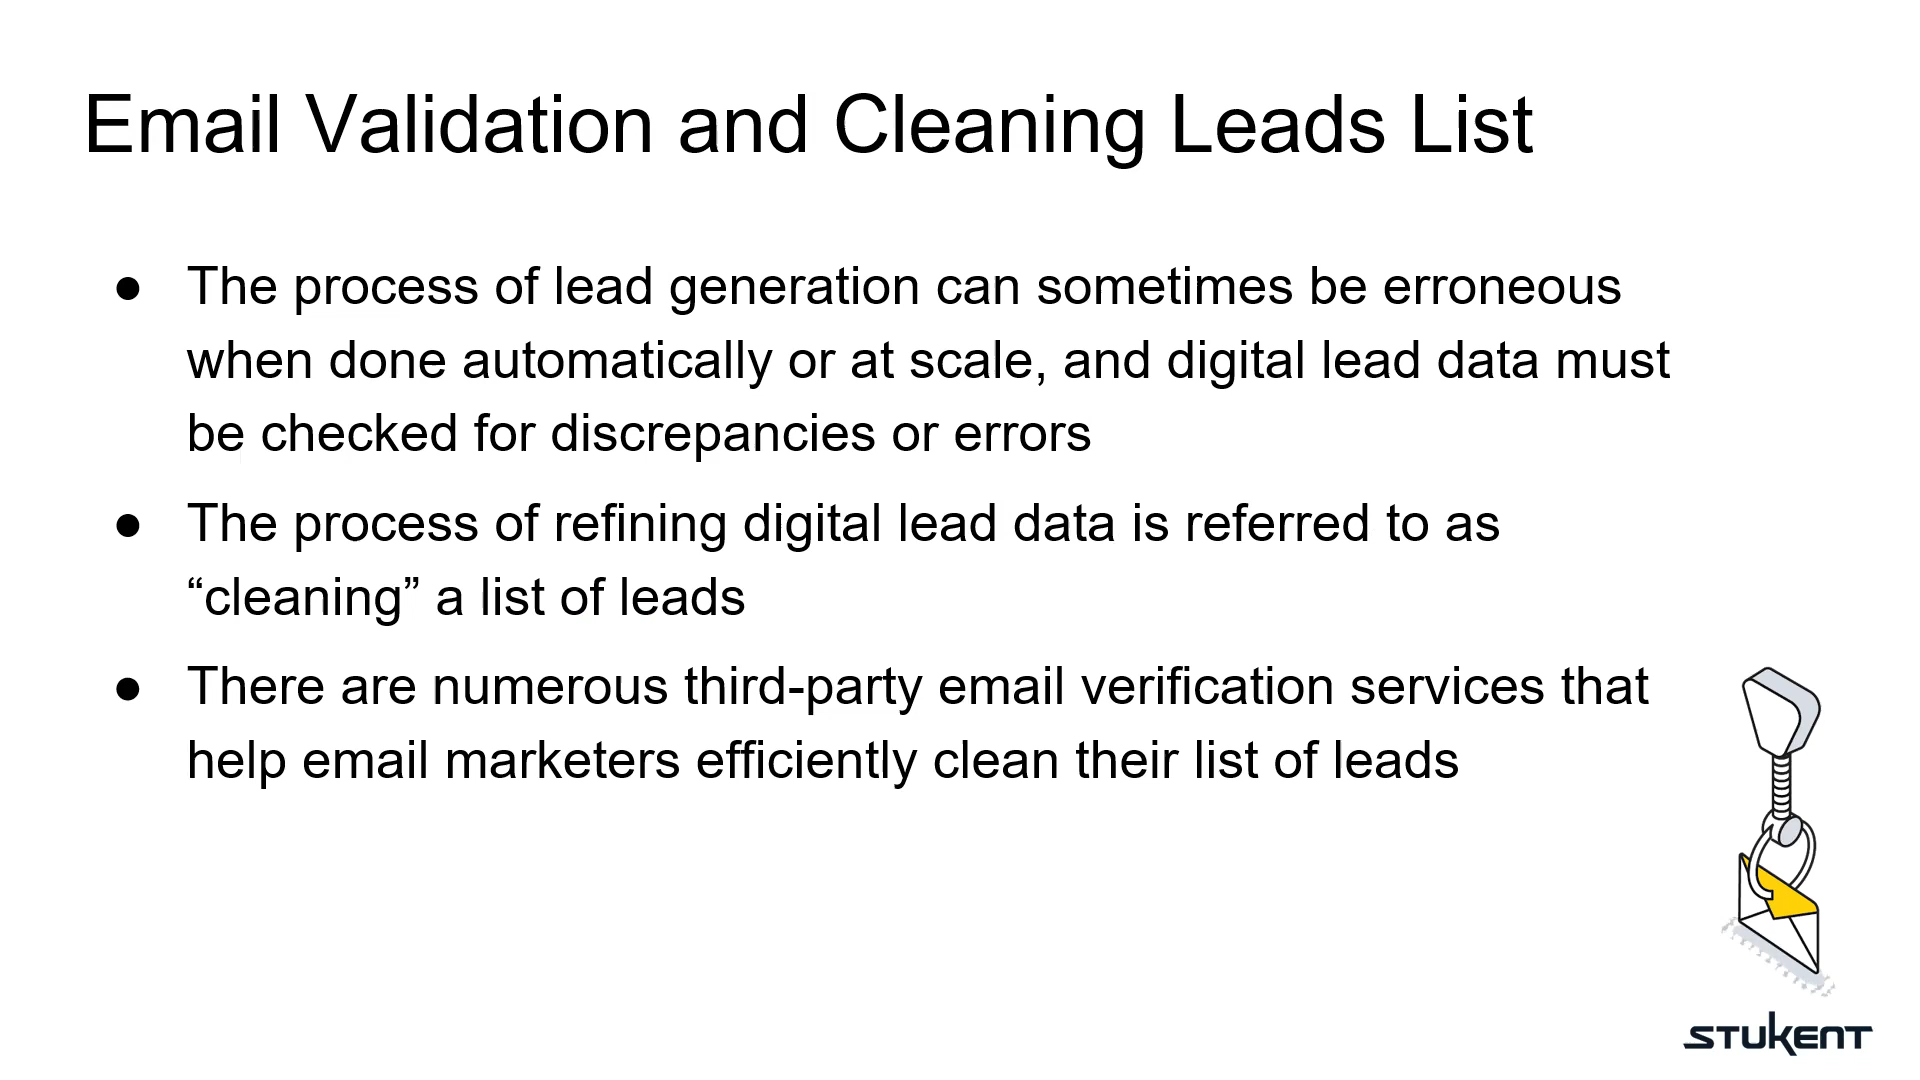 Email Validation and Cleaning Leads List
● The process of lead generation can sometimes be erroneous
when done automatically or at scale, and digital lead data must
be checked for discrepancies or errors
● The process of refining digital lead data is referred to as
“cleaning” a list of leads
● There are numerous third-party email verification services that
help email marketers efficiently clean their list of leads
STUKENT